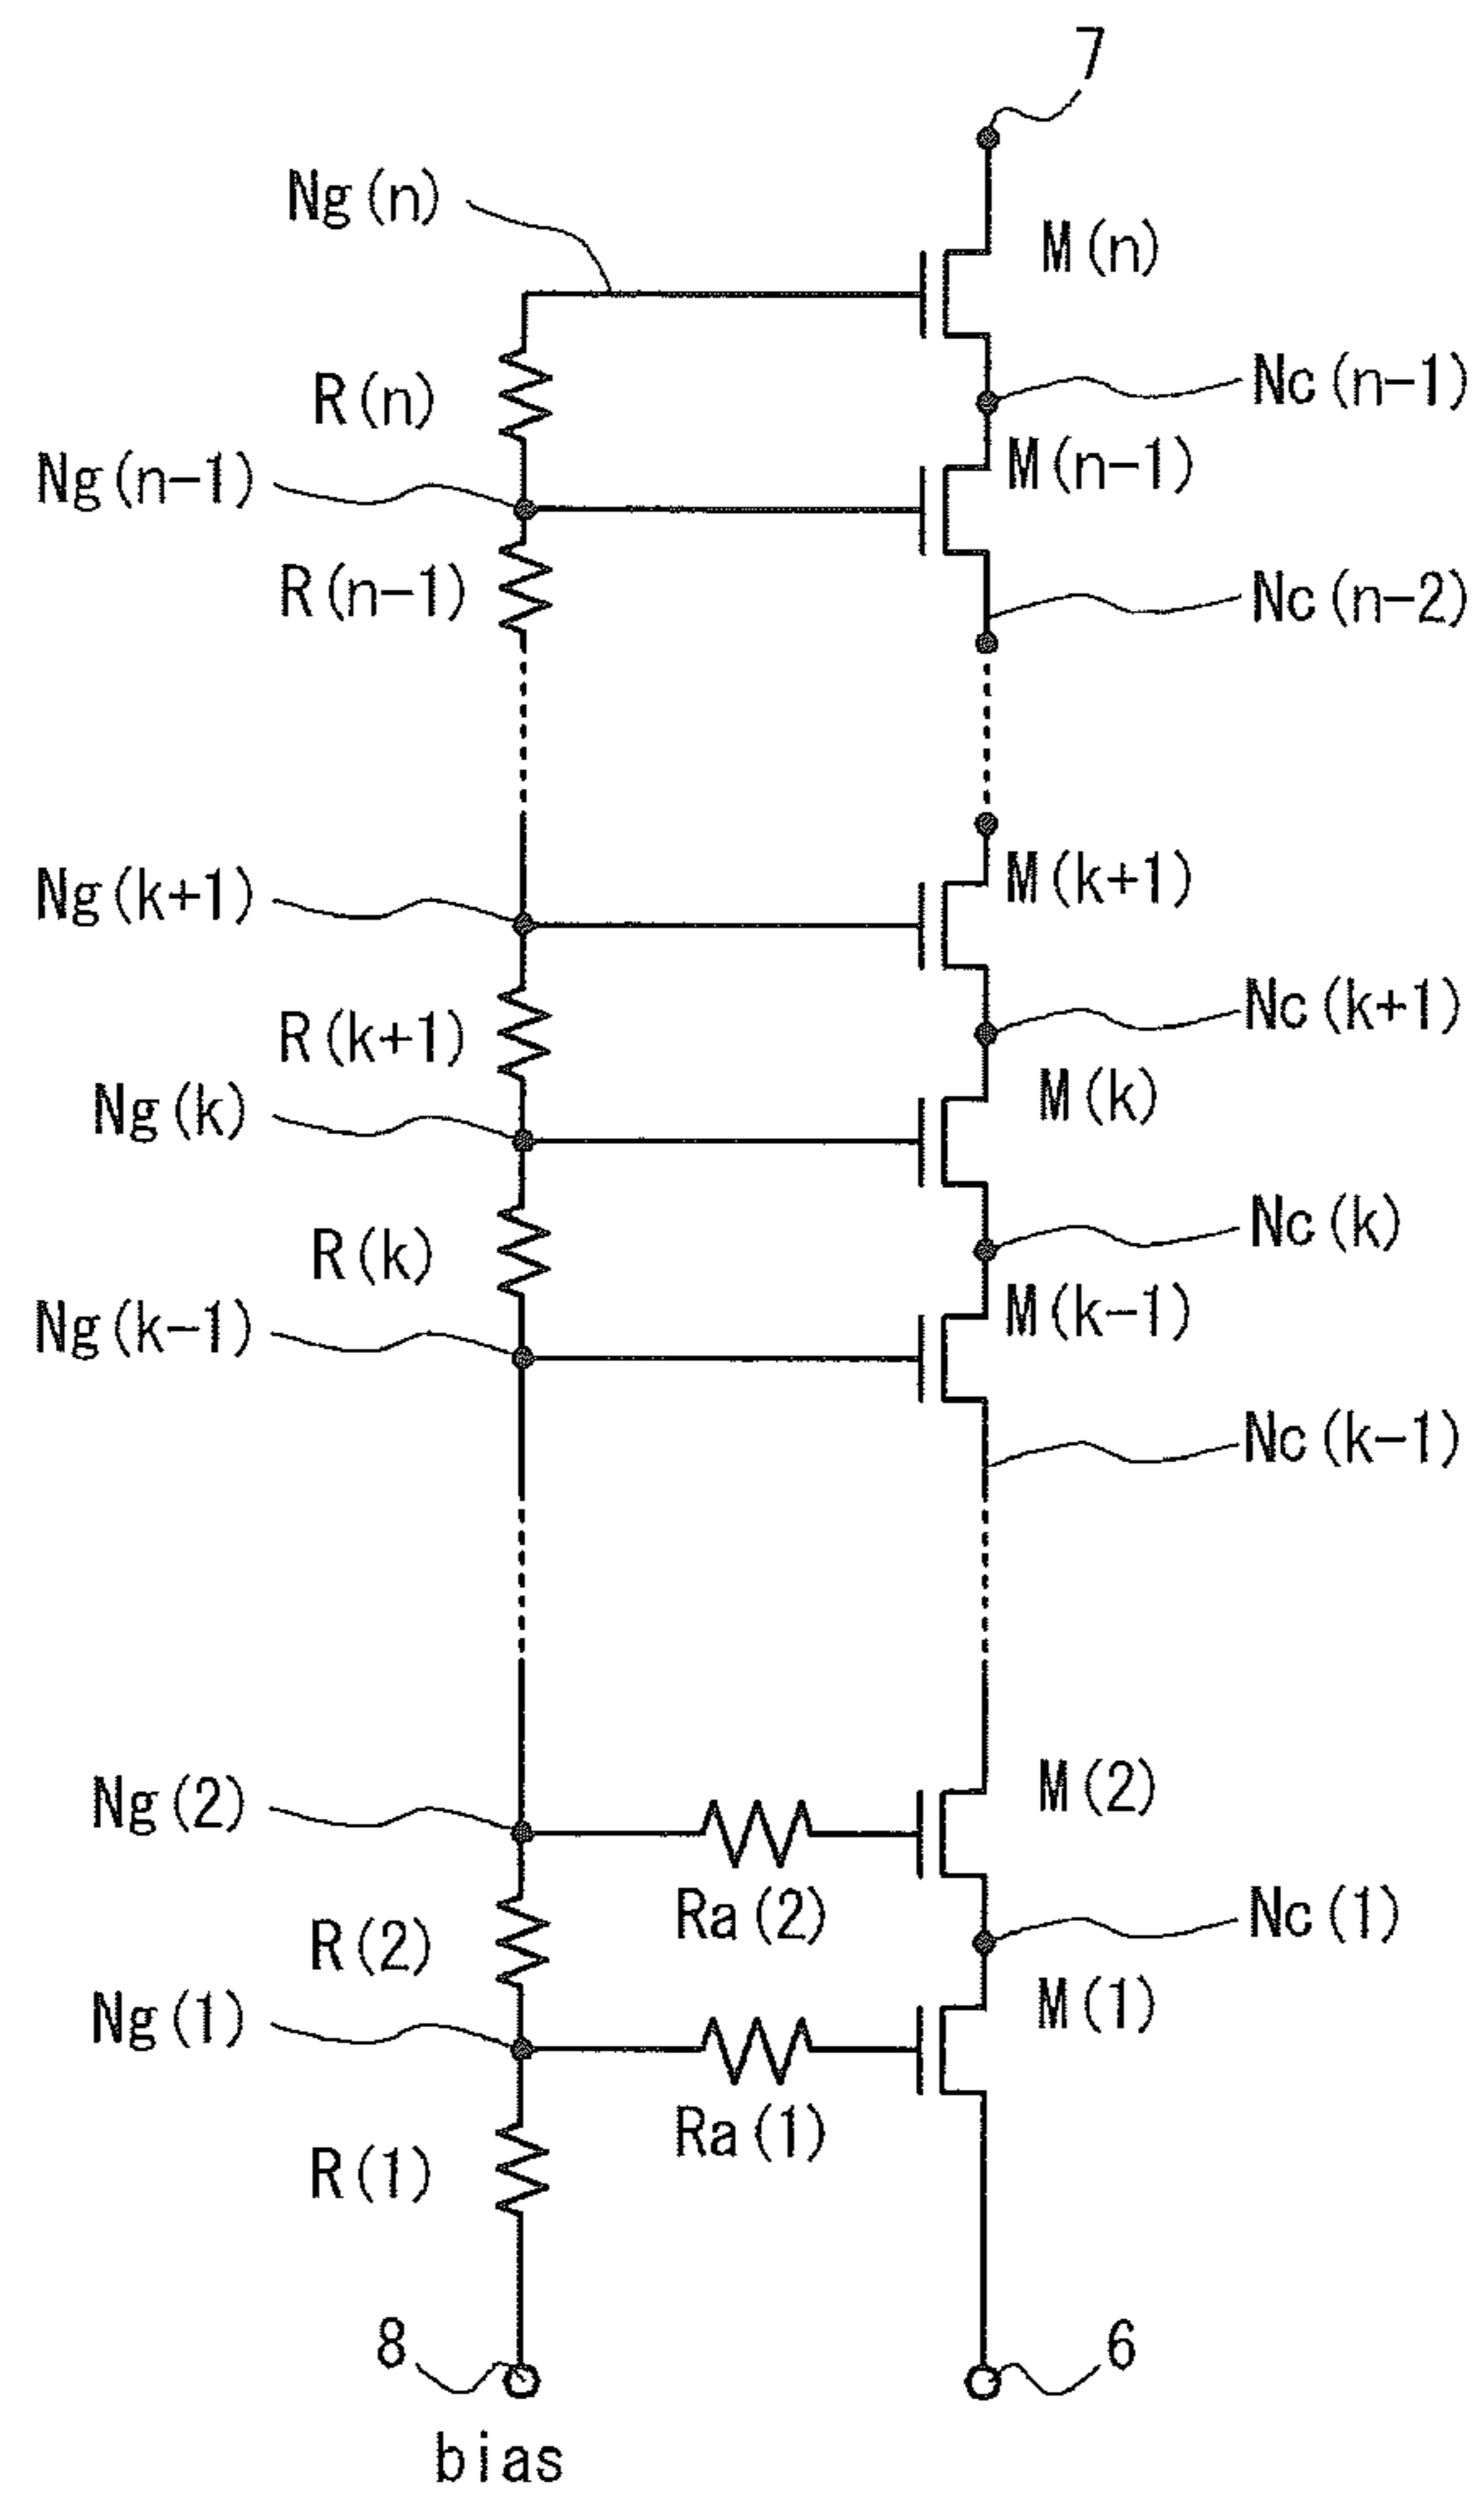 7
Ng(n)
M(n)
R(n)
Nc(n-1)
Ng(n-1)
M(n-1)
R(n-1)
Nc(n-2)
Ng(k+1)
M(k+1)
R(k+1)
Nc(k+1)
Ng(k)
M(k)
R(k)
Nc(k)
Ng(k-1)
M(k-1)
Nc(k-1)
Ng(2)
M(2)
Ra(2)
R(2)
Nc(1)
Ng(1)
M(1)
Ra(1)
R(1)
8
6
bias